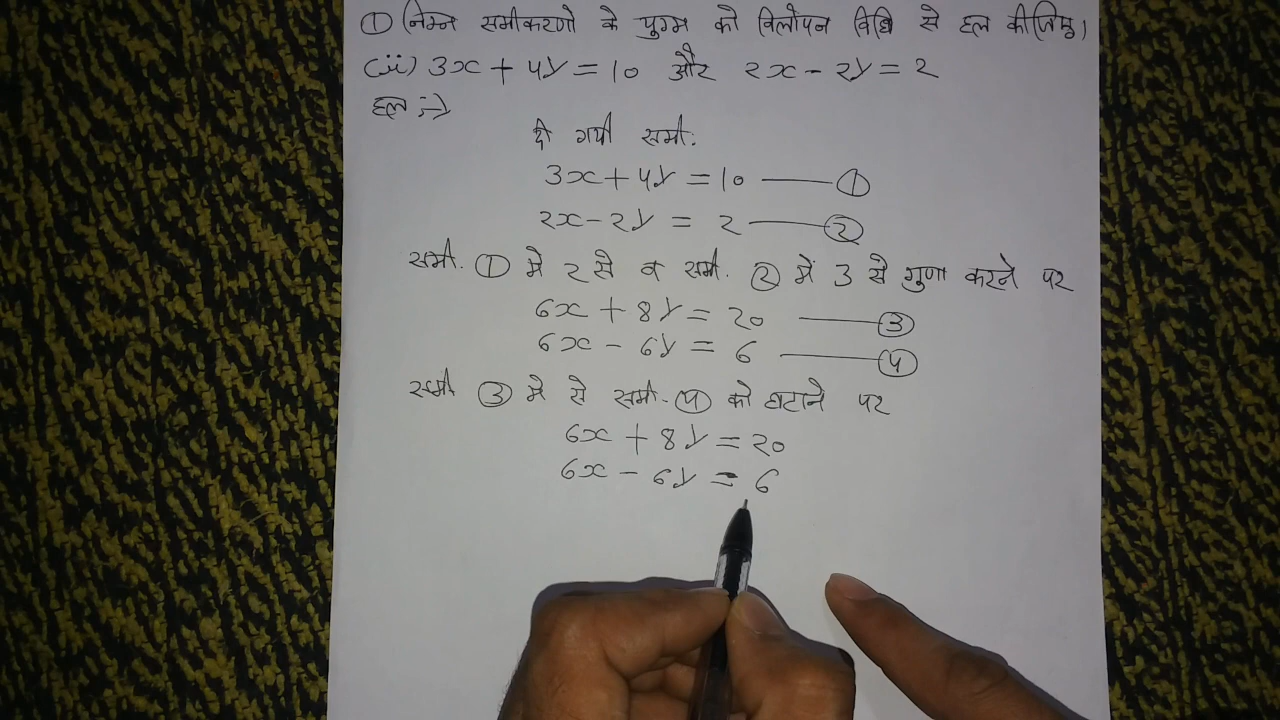 ① निम्न समीकरणो के युग्म को विलोपन विधि से हल कीजिए।
(ii) 3x + 4y = 10 और 2x - 2y = 2
हल :→
दी गयी समी.
3x + 4y = 10 —— ①
2x - 2y = 2 —— ②
समी. ① मे 2 से व समी. ② में 3 से गुणा करने पर
6x + 8y = 20 —— ③
6x - 6y = 6 —— ④
समी ③ मे से समी. ④ को घटाने पर
6x + 8y = 20
6x - 6y = 6